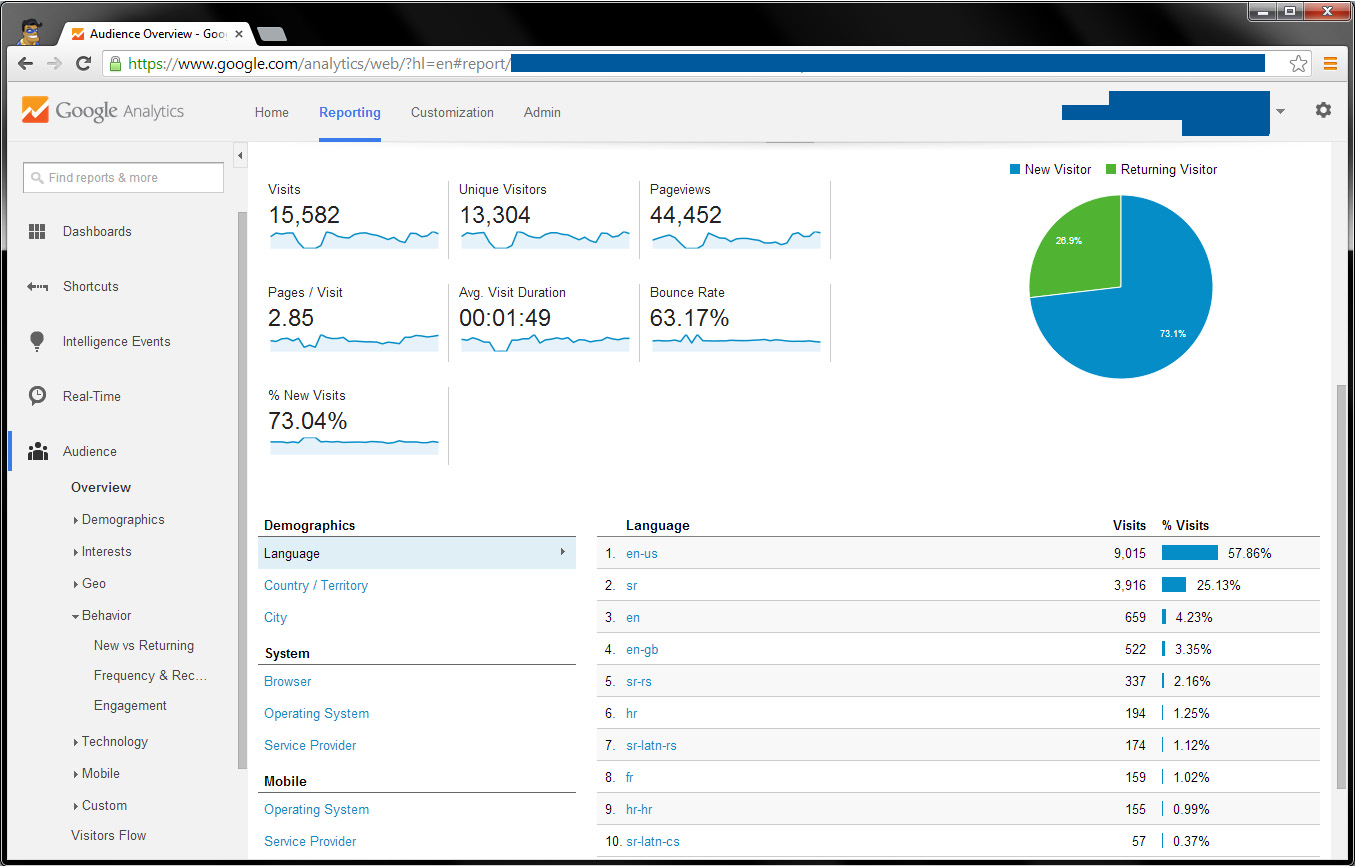 Audience Overview - Goo
https://www.google.com/analytics/web/?hl=en#report/
Google Analytics
Home
Reporting
Customization
Admin
Find reports & more
Dashboards
Shortcuts
Intelligence Events
Real-Time
Audience
Overview
Demographics
Interests
Geo
Behavior
New vs Returning
Frequency & Rec...
Engagement
Technology
Mobile
Custom
Visitors Flow
Visits
15,582
Unique Visitors
13,304
Pageviews
44,452
Pages / Visit
2.85
Avg. Visit Duration
00:01:49
Bounce Rate
63.17%
% New Visits
73.04%
New Visitor
Returning Visitor
26.9%
73.1%
Demographics
Language
Country / Territory
City
System
Browser
Operating System
Service Provider
Mobile
Operating System
Service Provider
Language Visits % Visits
1. en-us 9,015 57.86%
2. sr 3,916 25.13%
3. en 659 4.23%
4. en-gb 522 3.35%
5. sr-rs 337 2.16%
6. hr 194 1.25%
7. sr-latn-rs 174 1.12%
8. fr 159 1.02%
9. hr-hr 155 0.99%
10. sr-latn-cs 57 0.37%